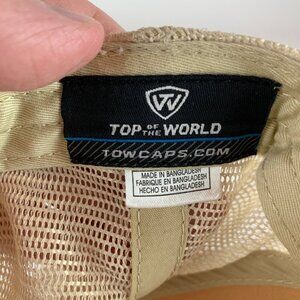 TOP OF THE WORLD
TOWCAPS.COM
MADE IN BANGLADESH
FABRIQUE EN BANGLADESH
HECHO EN BANGLADESH